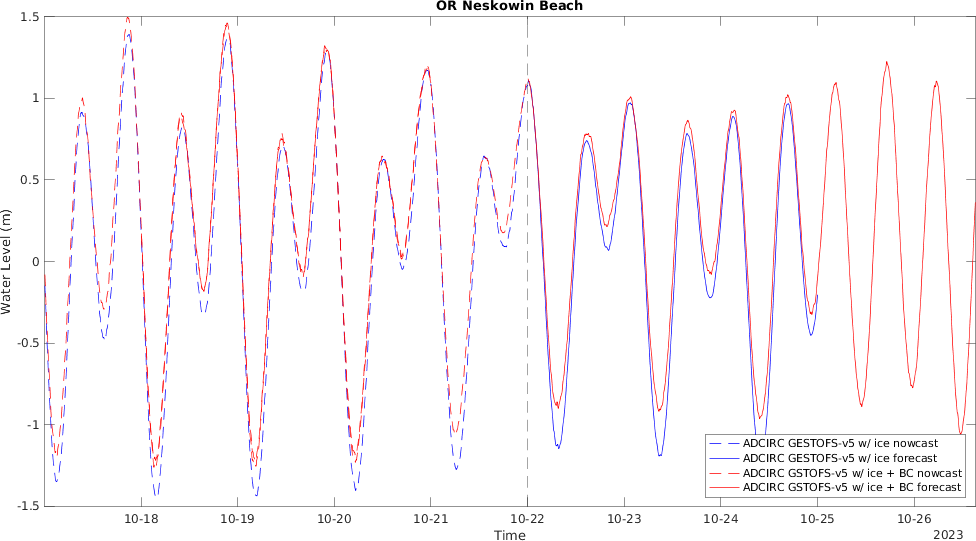 OR Neskowin Beach
1.5
1
0.5
0
-0.5
-1
-1.5
Water Level (m)
10-18
10-19
10-20
10-21
10-22
10-23
10-24
10-25
10-26
Time
2023
ADCIRC GESTOFS-v5 w/ ice nowcast
ADCIRC GESTOFS-v5 w/ ice forecast
ADCIRC GSTOFS-v5 w/ ice + BC nowcast
ADCIRC GSTOFS-v5 w/ ice + BC forecast